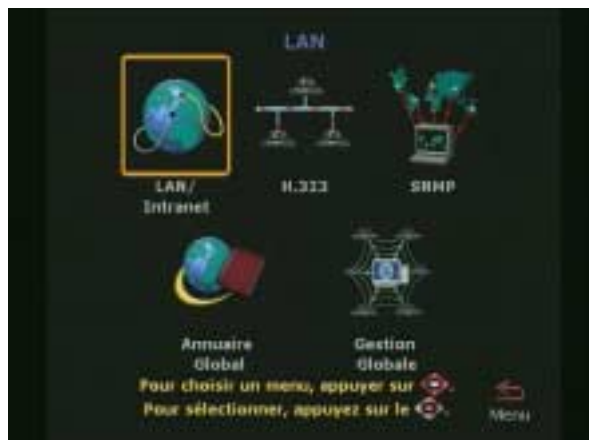 LAN
LAN/
Intranet
H.323
SNMP
Annuaire
Global
Gestion
Globale
Pour choisir un menu, appuyer sur
Pour sélectionner, appuyez sur le
Menu